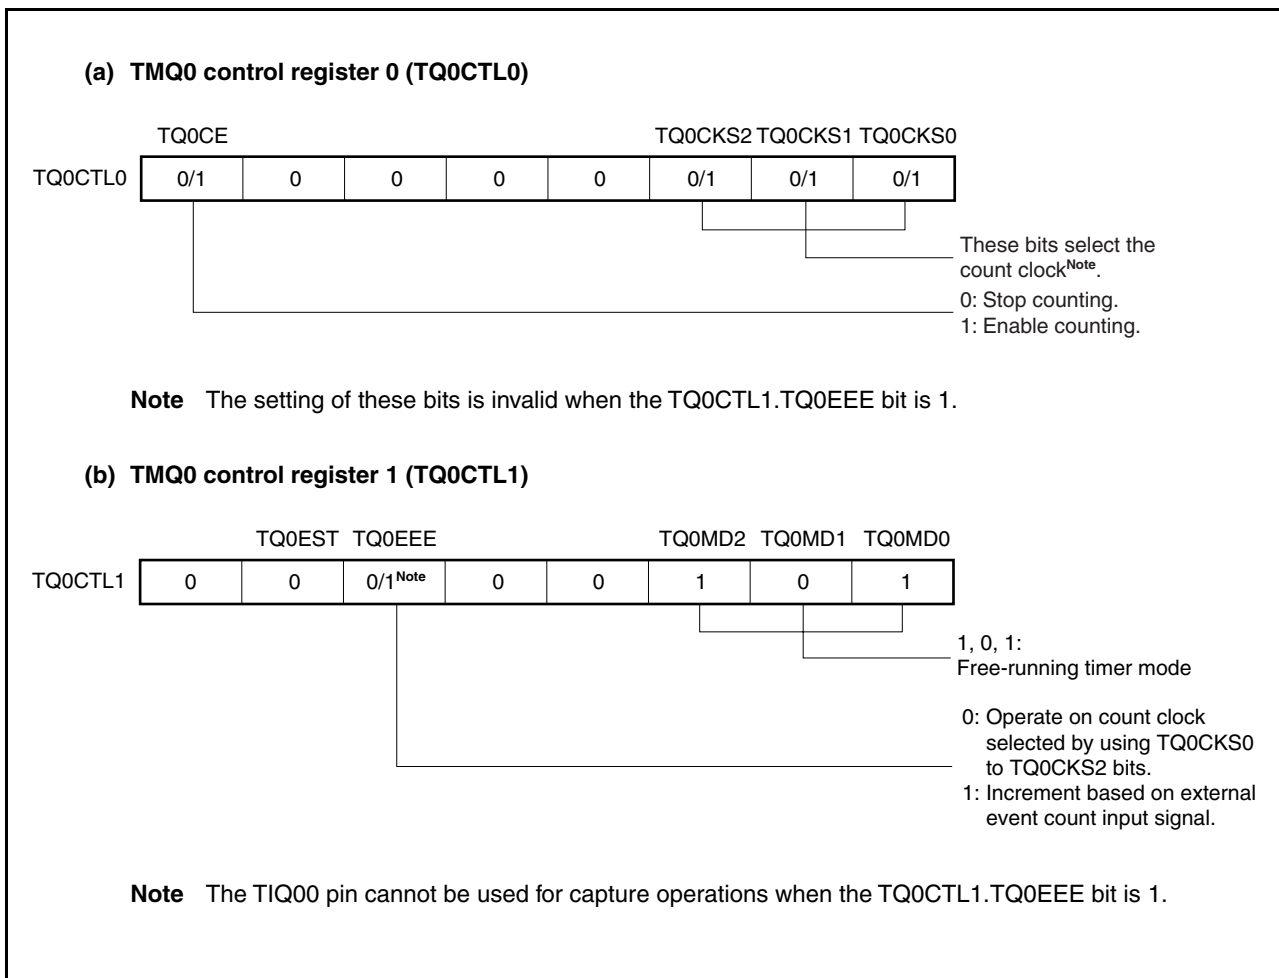 (a) TMQ0 control register 0 (TQ0CTL0)
TQ0CE TQ0CKS2 TQ0CKS1 TQ0CKS0
TQ0CTL0 0/1 0 0 0 0 0/1 0/1 0/1
These bits select the
count clockNote.
0: Stop counting.
1: Enable counting.
Note The setting of these bits is invalid when the TQ0CTL1.TQ0EEE bit is 1.
(b) TMQ0 control register 1 (TQ0CTL1)
TQ0EST TQ0EEE TQ0MD2 TQ0MD1 TQ0MD0
TQ0CTL1 0 0 0/1Note 0 0 1 0 1
1, 0, 1:
Free-running timer mode
0: Operate on count clock
selected by using TQ0CKS0
to TQ0CKS2 bits.
1: Increment based on external
event count input signal.
Note The TIQ00 pin cannot be used for capture operations when the TQ0CTL1.TQ0EEE bit is 1.